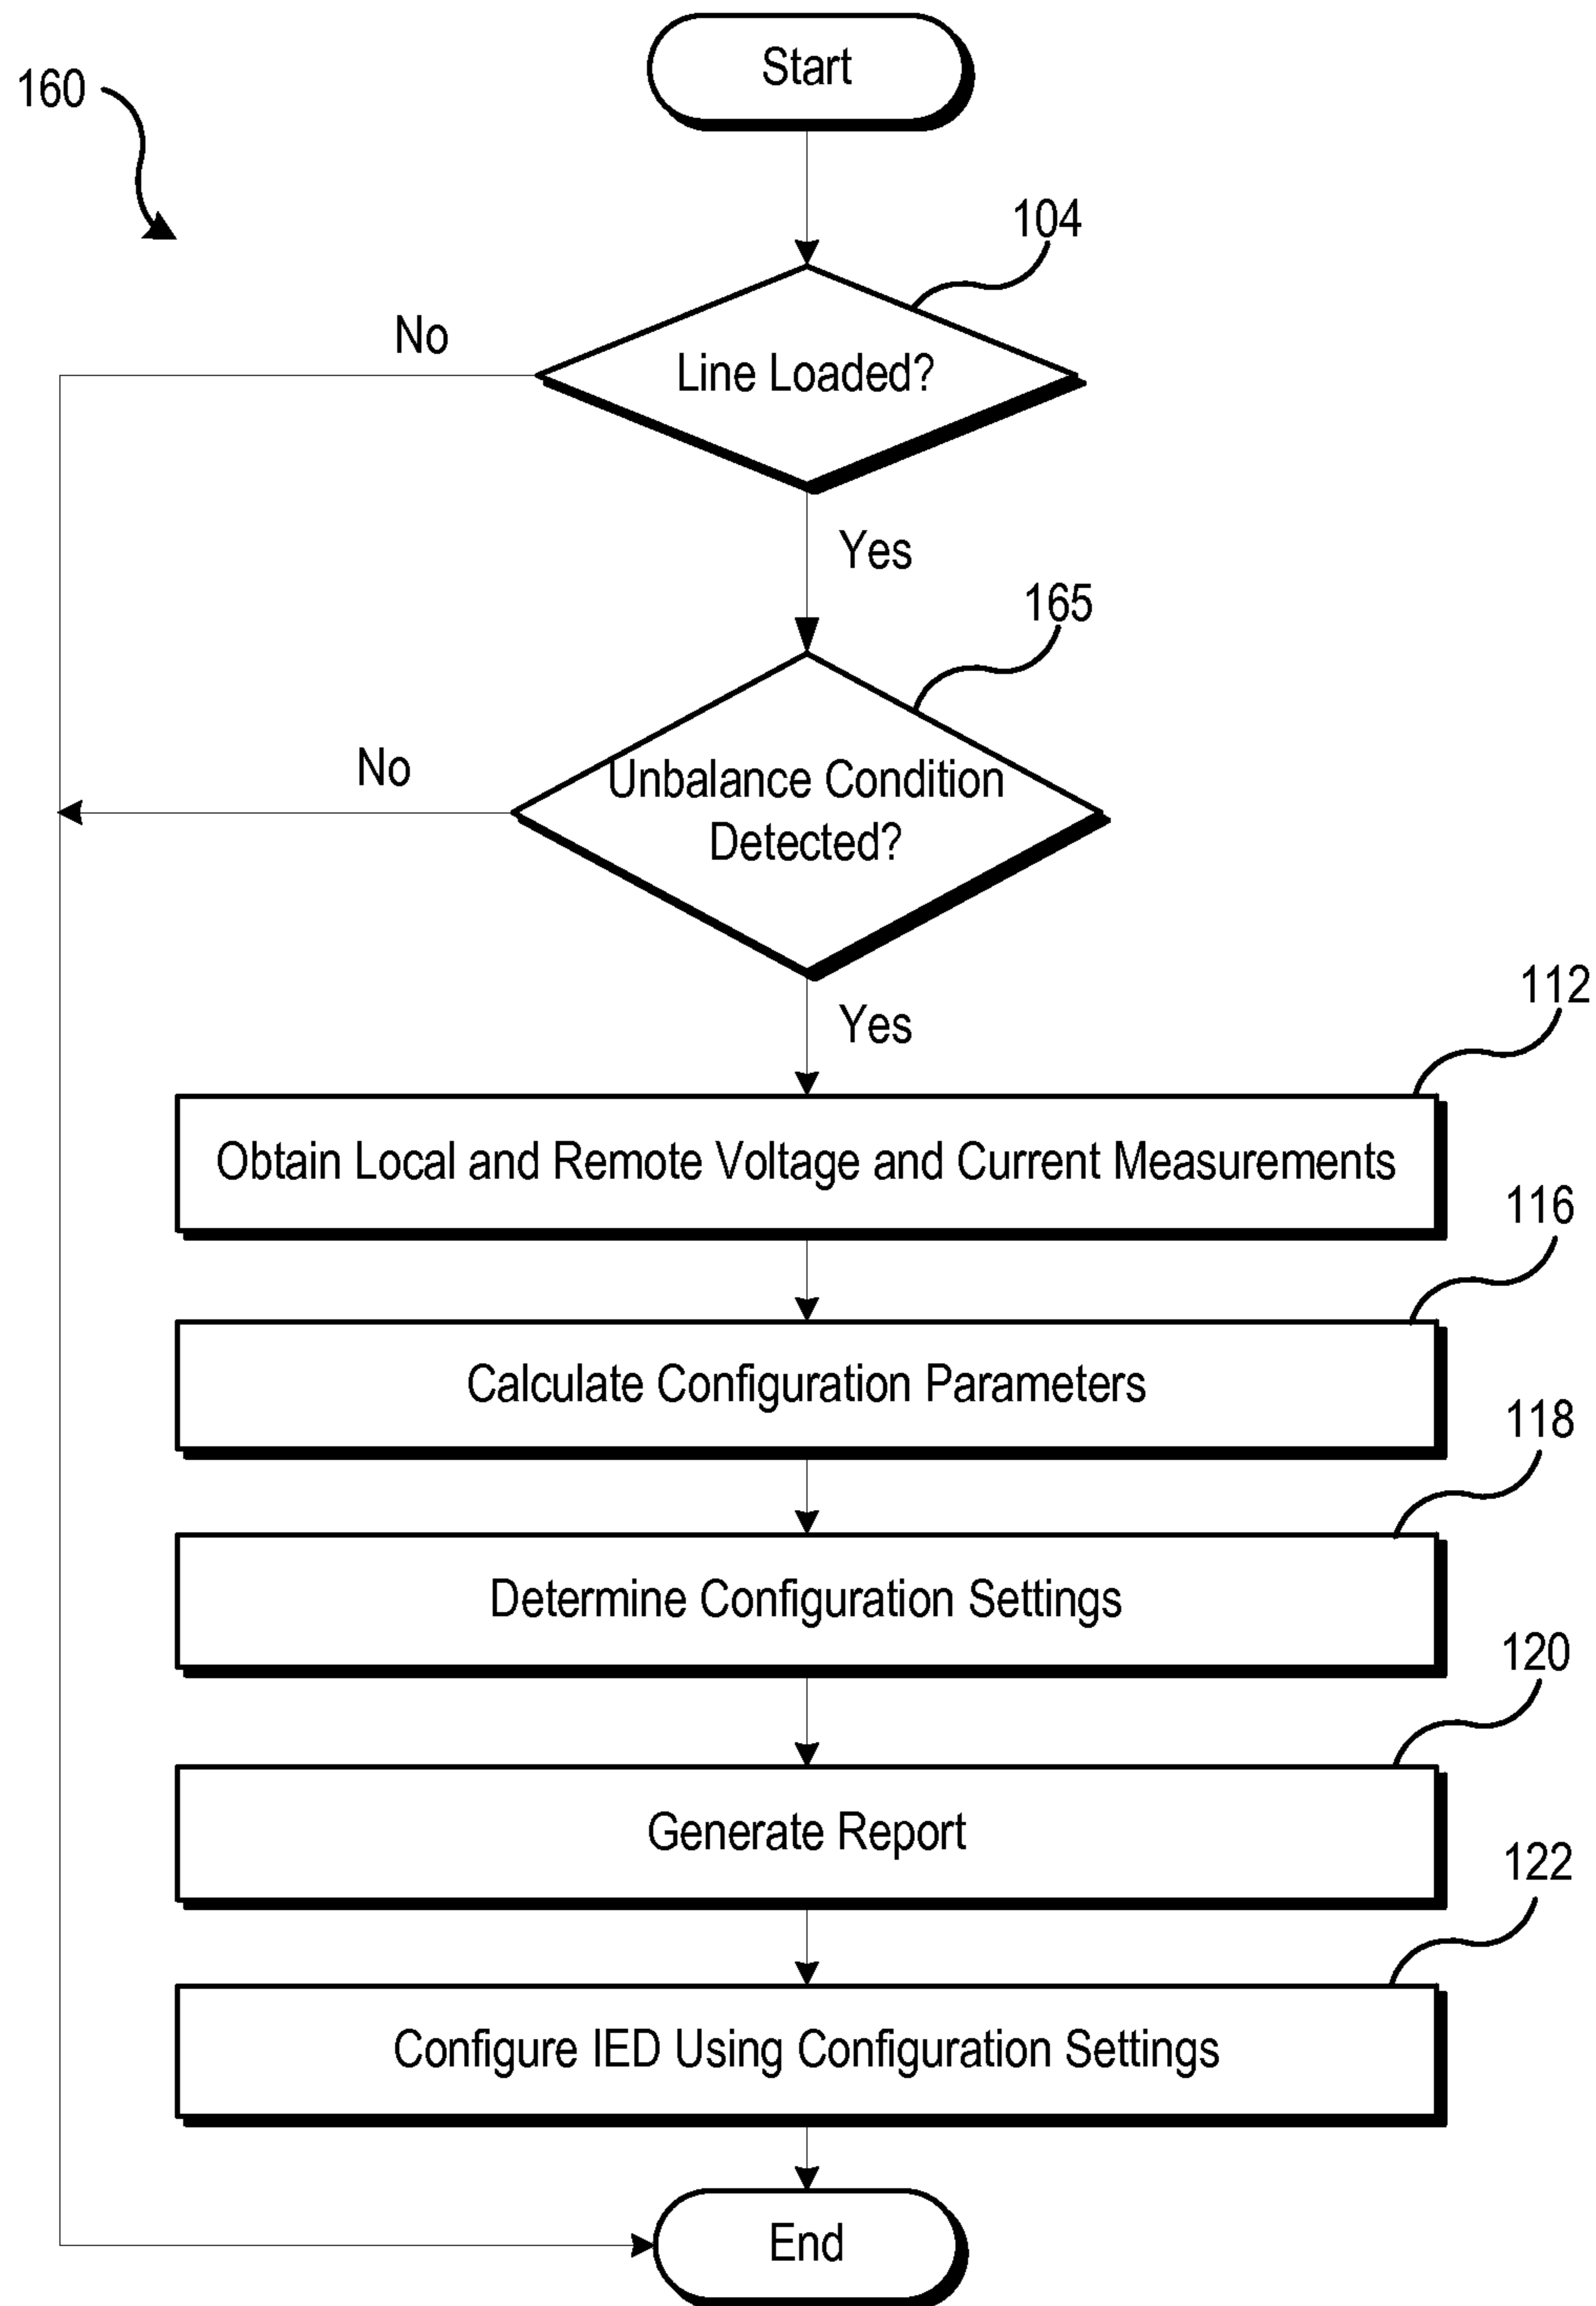 Start
160
104
No
Line Loaded?
Yes
165
No
Unbalance Condition
Detected?
Yes
112
Obtain Local and Remote Voltage and Current Measurements
116
Calculate Configuration Parameters
118
Determine Configuration Settings
120
Generate Report
122
Configure IED Using Configuration Settings
End